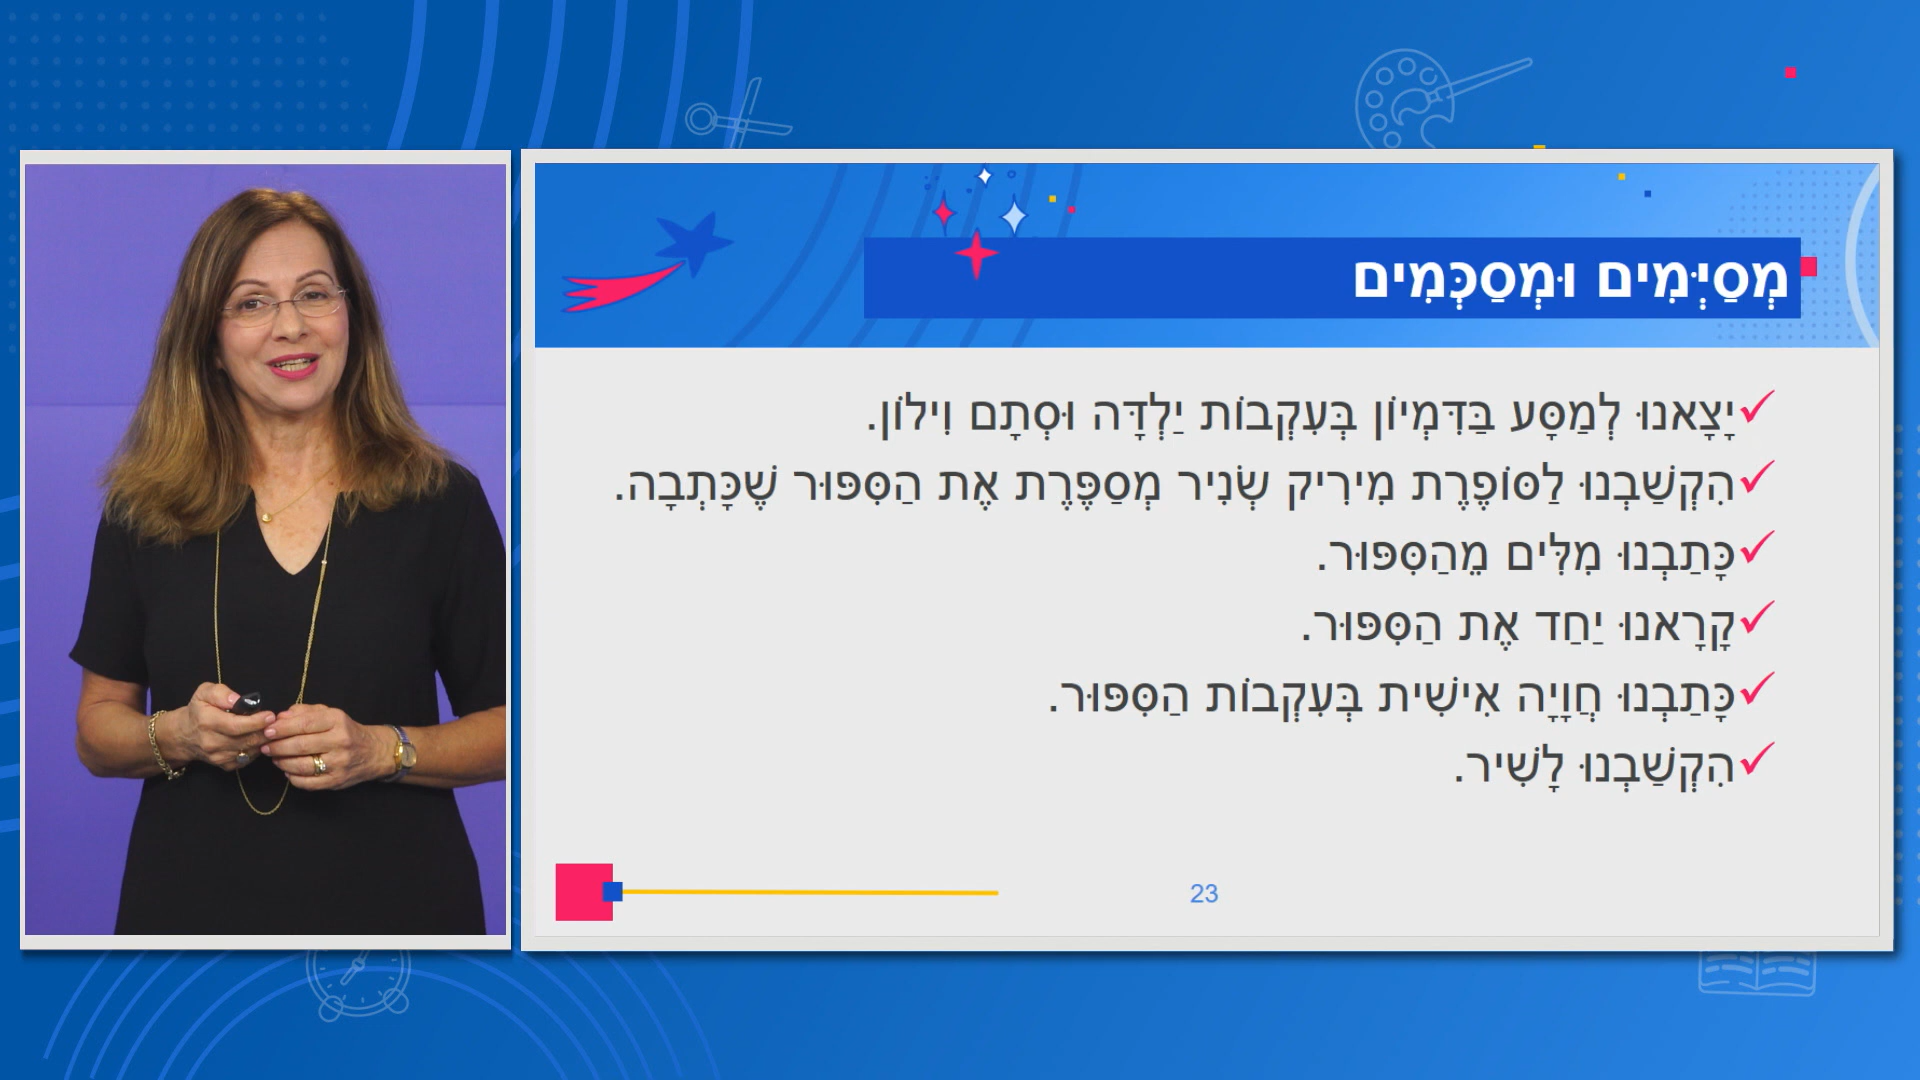 מְסַיְּמִים וּמְסַכְּמִים
יָצָאנוּ לְמַסָּע בַּדִּמְיוֹן בְּעִקְבוֹת יַלְדָּה וּסְתָם וִילוֹן.
הִקְשַׁבְנוּ לַסּוֹפֶרֶת מִירִיק שְׂנִיר מְסַפֶּרֶת אֶת הַסִּפּוּר שֶׁכָּתְבָה.
כָּתַבְנוּ מִלִּים מֵהַסִּפּוּר.
קָרָאנוּ יַחַד אֶת הַסִּפּוּר.
כָּתַבְנוּ חֲוָיָה אִישִׁית בְּעִקְבוֹת הַסִּפּוּר.
הִקְשַׁבְנוּ לָשִׁיר.
23